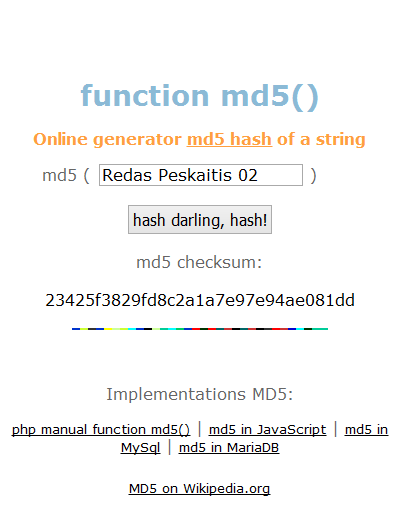 function md5()
Online generator md5 hash of a string
md5 ( Redas Peskaitis 02 )
hash darling, hash!
md5 checksum:
23425f3829fd8c2a1a7e97e94ae081dd
Implementations MD5:
php manual function md5() | md5 in JavaScript | md5 in
MySql | md5 in MariaDB
MD5 on Wikipedia.org